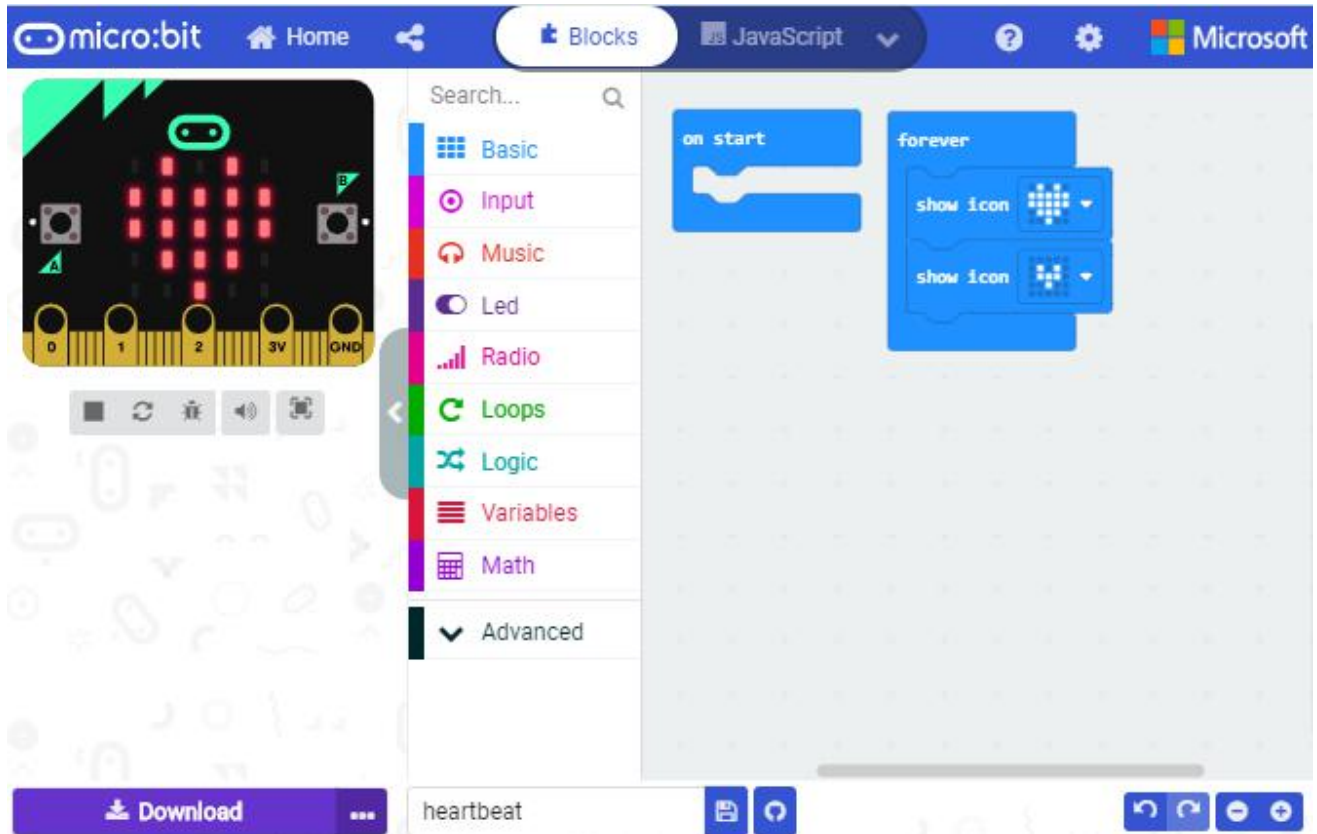 micro:bit Home Blocks JavaScript Microsoft
B
A
0 1 2 3V GND
Search...
Basic
Input
Music
Led
Radio
Loops
Logic
Variables
Math
Advanced
on start
forever
show icon
show icon
Download
heartbeat